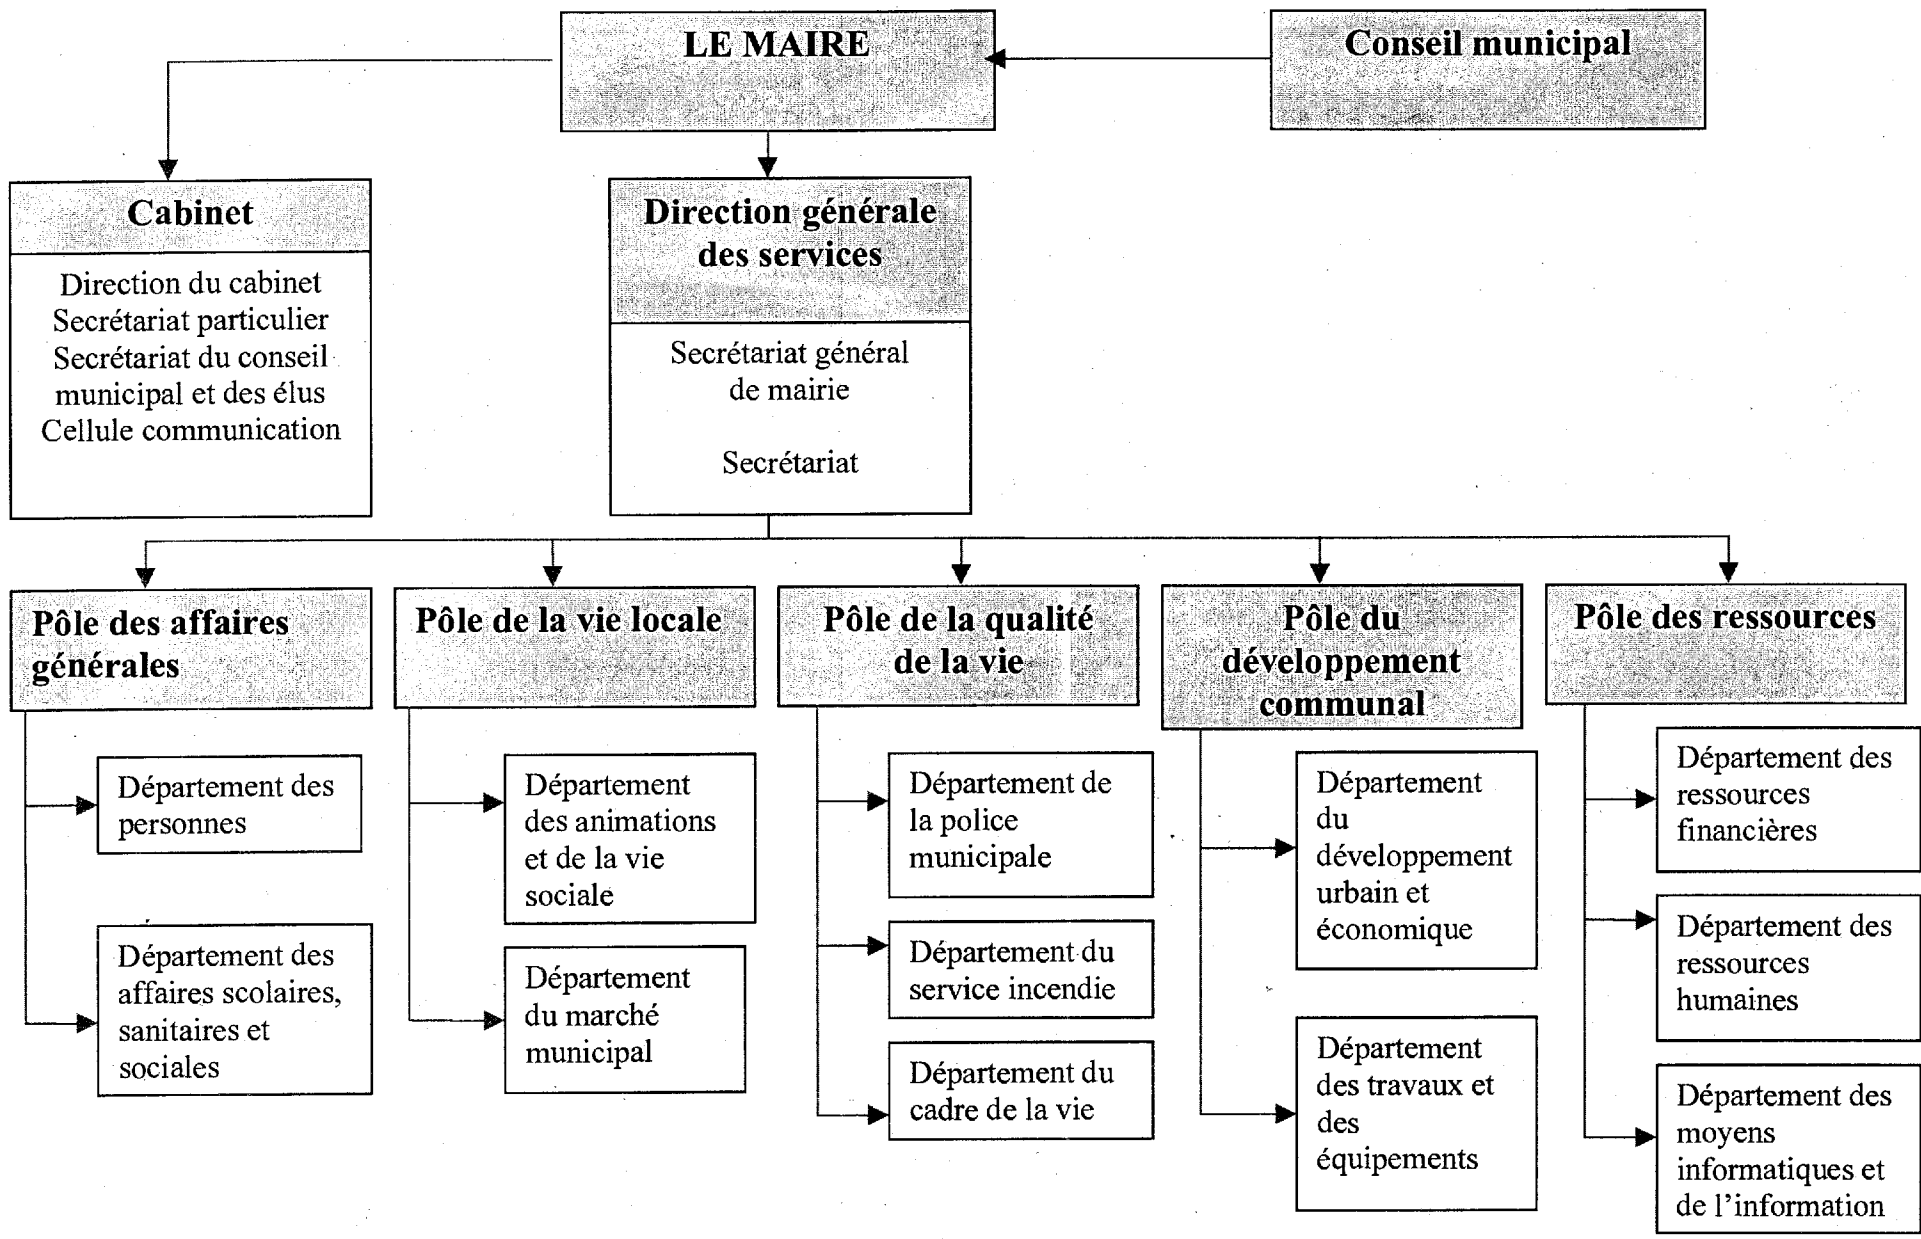 LE MAIRE
Conseil municipal
Cabinet
Direction du cabinet
Secrétariat particulier
Secrétariat du conseil
municipal et des élus
Cellule communication
Direction générale
des services
Secrétariat général
de mairie
Secrétariat
Pôle des affaires
générales
Département des
personnes
Département des
affaires scolaires,
sanitaires et
sociales
Pôle de la vie locale
Département
des animations
et de la vie
sociale
Département
du marché
municipal
Pôle de la qualité
de la vie
Département de
la police
municipale
Département du
service incendie
Département du
cadre de la vie
Pôle du
développement
communal
Département
du
développement
urbain et
économique
Département
des travaux et
des
équipements
Pôle des ressources
Département des
ressources
financières
Département des
ressources
humaines
Département des
moyens
informatiques et
de l'information